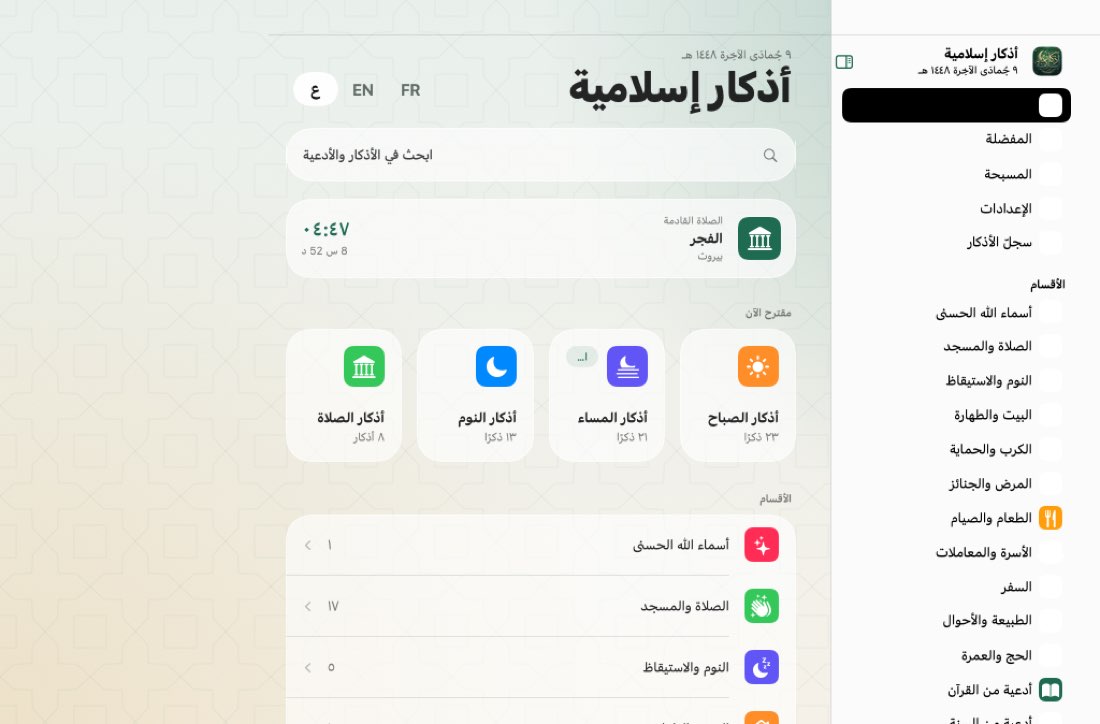 أذكار إسلامية
٩ جُمادى الآخرة ١٤٤٨ هـ
المفضلة
المسبحة
الإعدادات
سجلّ الأذكار
الأقسام
أسماء الله الحسنى
الصلاة والمسجد
النوم والاستيقاظ
البيت والطهارة
الكرب والحماية
المرض والجنائز
الطعام والصيام
الأسرة والمعاملات
السفر
الطبيعة والأحوال
الحج والعمرة
أدعية من القرآن
٩ جُمادى الآخرة ١٤٤٨ هـ
أذكار إسلامية
FR EN ع
ابحث في الأذكار والأدعية
الصلاة القادمة
الفجر
بيروت
٠٤:٤٧
8 س 52 د
مقترح الآن
أذكار الصباح
٢٣ ذكرًا
ا...
أذكار المساء
٢١ ذكرًا
أذكار النوم
١٣ ذكرًا
أذكار الصلاة
٨ أذكار
الأقسام
أسماء الله الحسنى ١
الصلاة والمسجد ١٧
النوم والاستيقاظ ٥